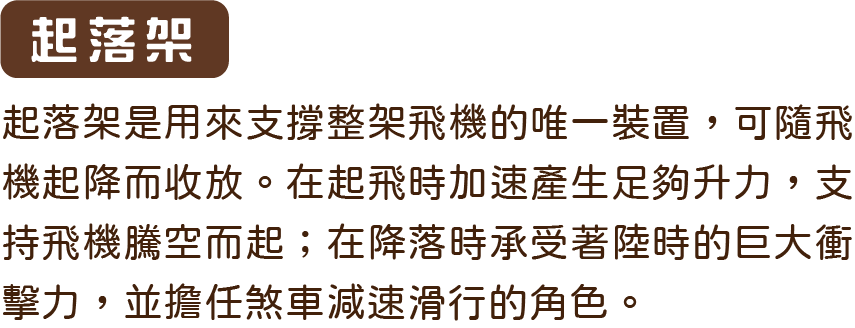 起落架
起落架是用來支撐整架飛機的唯一裝置，可隨飛
機起降而收放。在起飛時加速產生足夠升力，支
持飛機騰空而起；在降落時承受著陸時的巨大衝
擊力，並擔任煞車減速滑行的角色。